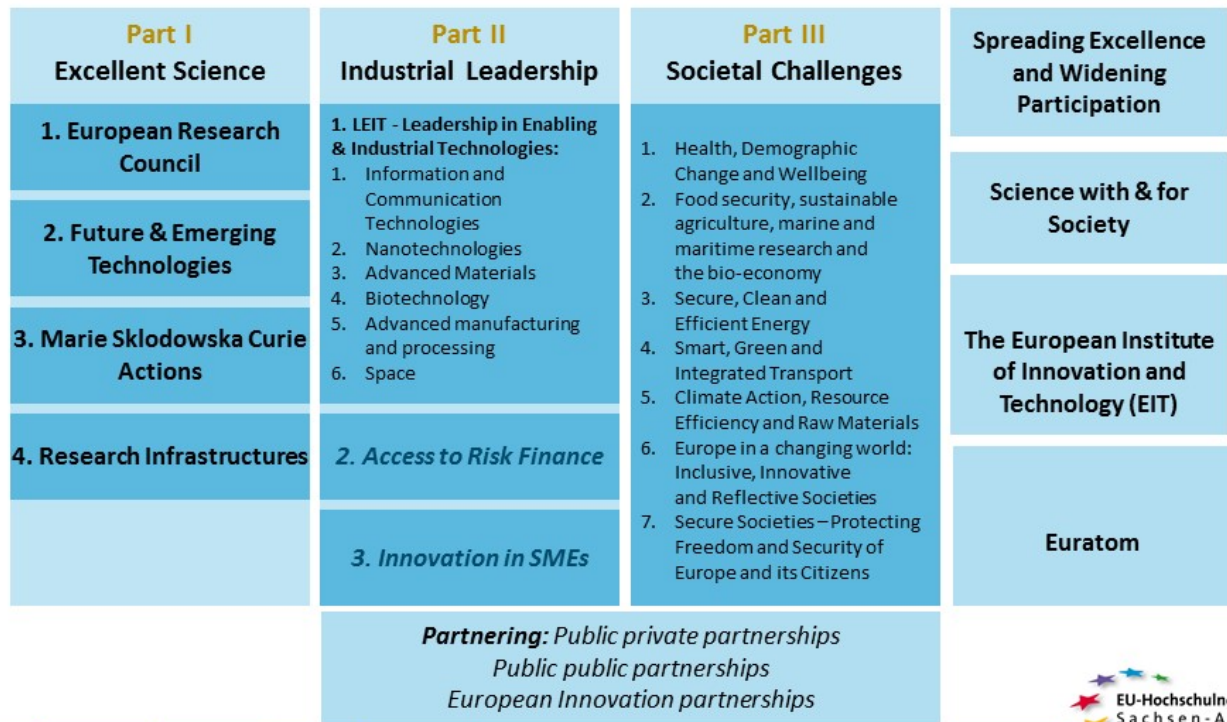 Part I
Excellent Science
1. European Research
Council
2. Future & Emerging
Technologies
3. Marie Sklodowska Curie
Actions
4. Research Infrastructures
Part II
Industrial Leadership
1. LEIT - Leadership in Enabling
& Industrial Technologies:
1. Information and
Communication
Technologies
2. Nanotechnologies
3. Advanced Materials
4. Biotechnology
5. Advanced manufacturing
and processing
6. Space
2. Access to Risk Finance
3. Innovation in SMEs
Part III
Societal Challenges
1. Health, Demographic
Change and Wellbeing
2. Food security, sustainable
agriculture, marine and
maritime research and
the bio-economy
3. Secure, Clean and
Efficient Energy
4. Smart, Green and
Integrated Transport
5. Climate Action, Resource
Efficiency and Raw Materials
6. Europe in a changing world:
Inclusive, Innovative
and Reflective Societies
7. Secure Societies – Protecting
Freedom and Security of
Europe and its Citizens
Spreading Excellence
and Widening
Participation
Science with & for
Society
The European Institute
of Innovation and
Technology (EIT)
Euratom
Partnering: Public private partnerships
Public public partnerships
European Innovation partnerships
EU-Hochschuln
Sachsen-A